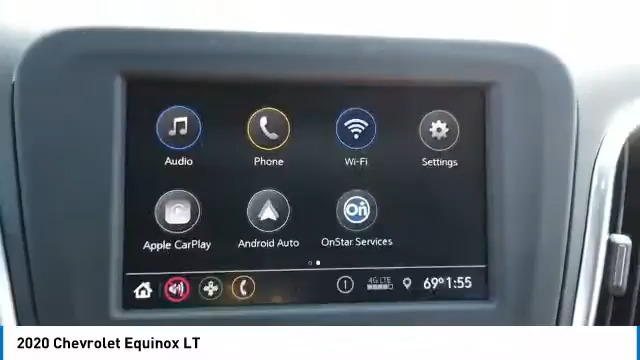 Audio Phone Wi-Fi Settings
Apple CarPlay Android Auto OnStar Services
1 4G LTE 69° 1:55
2020 Chevrolet Equinox LT